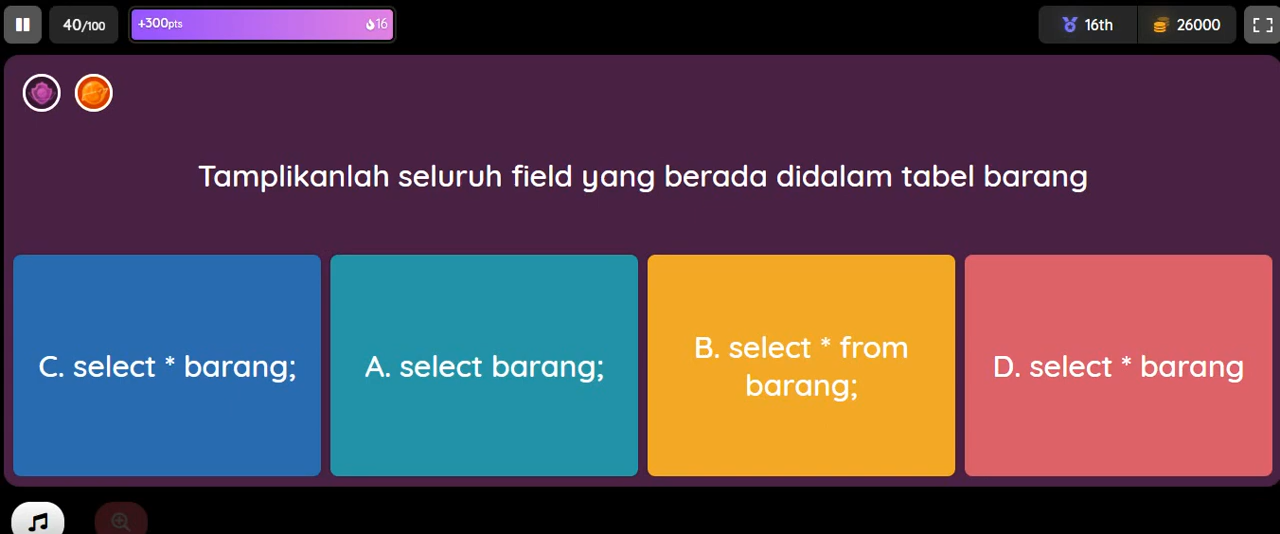 40/100
+300pts
16
16th
26000
Tamplikanlah seluruh field yang berada didalam tabel barang
C. select * barang;
A. select barang;
B. select * from
barang;
D. select * barang